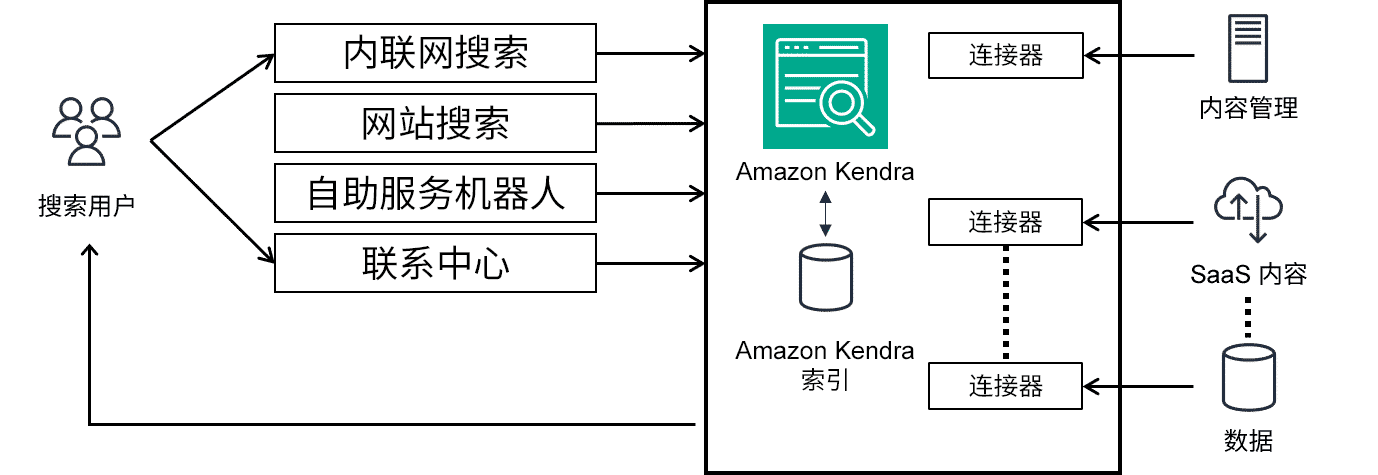 搜索用户
内联网搜索
网站搜索
自助服务机器人
联系中心
Amazon Kendra
Amazon Kendra
索引
连接器
连接器
连接器
内容管理
SaaS 内容
数据